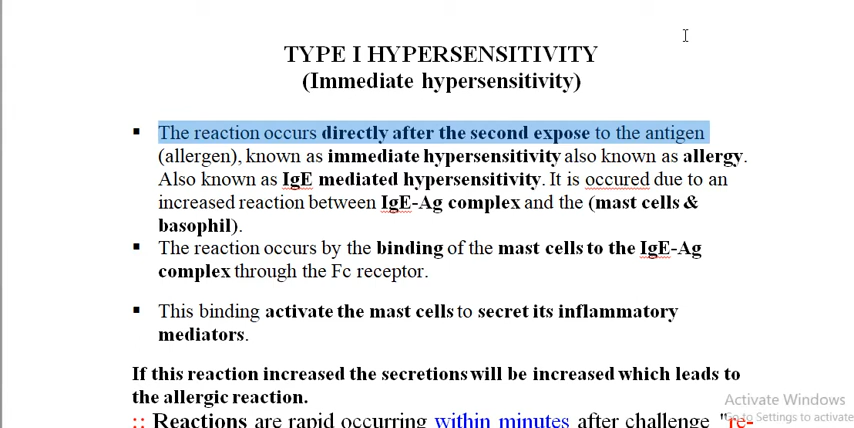 TYPE I HYPERSENSITIVITY
(Immediate hypersensitivity)
▪ The reaction occurs directly after the second expose to the antigen
(allergen), known as immediate hypersensitivity also known as allergy.
Also known as IgE mediated hypersensitivity. It is occured due to an
increased reaction between IgE-Ag complex and the (mast cells &
basophil).
▪ The reaction occurs by the binding of the mast cells to the IgE-Ag
complex through the Fc receptor.
▪ This binding activate the mast cells to secret its inflammatory
mediators.
If this reaction increased the secretions will be increased which leads to
the allergic reaction.
:: Reactions are rapid occurring within minutes after challenge "re-
Activate Windows
Go to Settings to activate